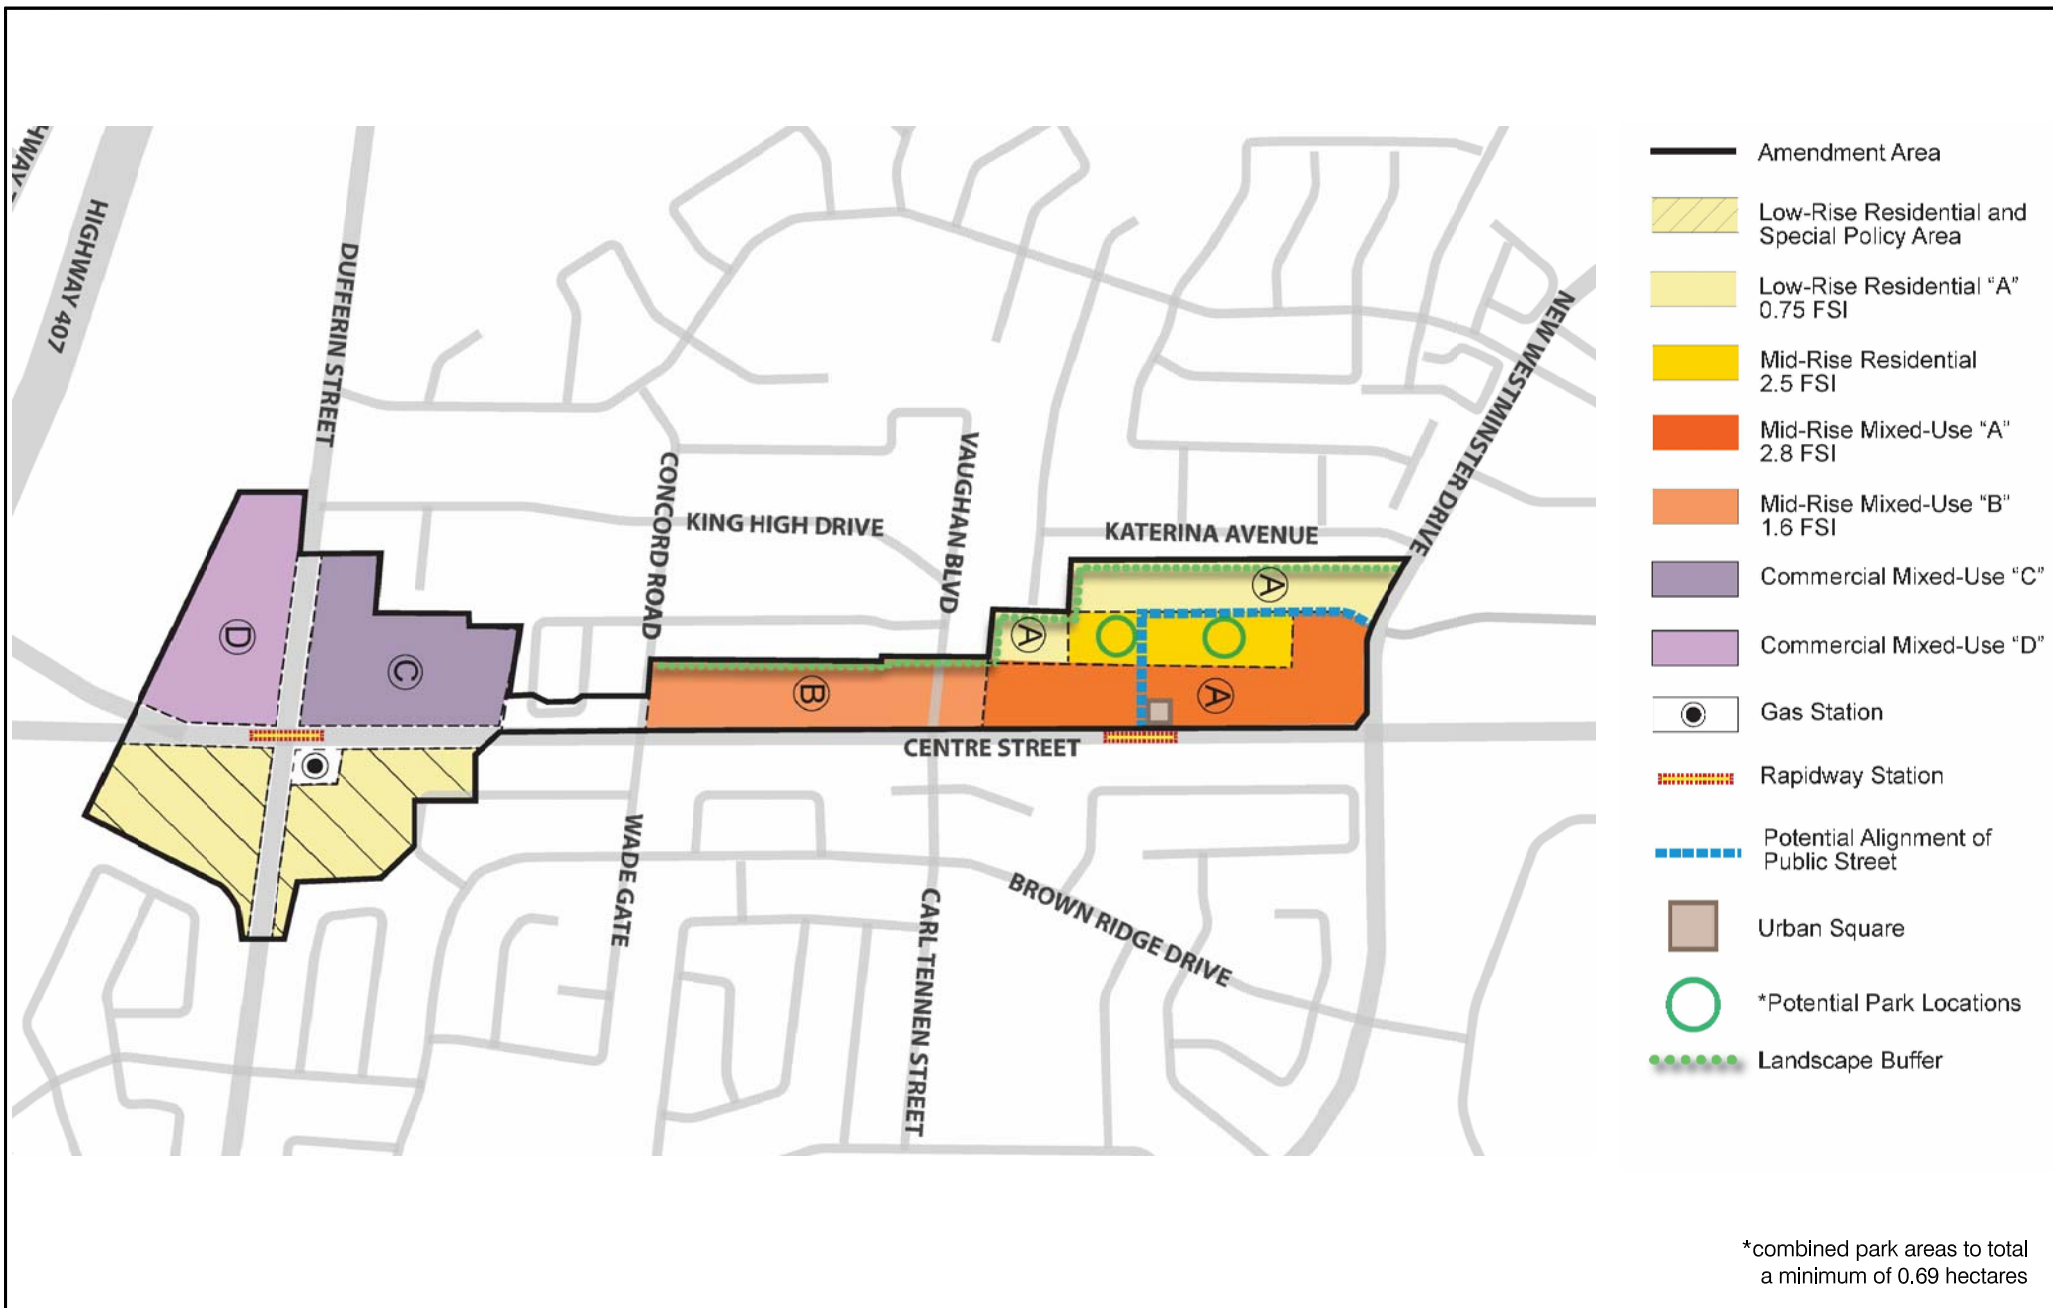 HIGHWAY 407
DUFFERIN STREET
CONCORD ROAD
KING HIGH DRIVE
VAUGHAN BLVD
KATERINA AVENUE
NEW WESTMINSTER DRIVE
D
C
B
A
A
A
CENTRE STREET
WADE GATE
CARL TENNEN STREET
BROWN RIDGE DRIVE
Amendment Area
Low-Rise Residential and
Special Policy Area
Low-Rise Residential “A”
0.75 FSI
Mid-Rise Residential
2.5 FSI
Mid-Rise Mixed-Use “A”
2.8 FSI
Mid-Rise Mixed-Use “B”
1.6 FSI
Commercial Mixed-Use “C”
Commercial Mixed-Use “D”
Gas Station
Rapidway Station
Potential Alignment of
Public Street
Urban Square
*Potential Park Locations
Landscape Buffer
*combined park areas to total
a minimum of 0.69 hectares